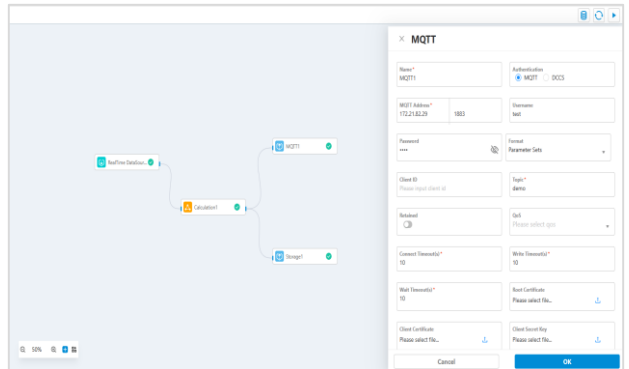 MQTT
Name*
MQTT1
Authentication
MQTT DCCS
MQTT Address*
172.21.82.29 1883
Username
test
Password
••••
Format
Parameter Sets
Client ID
Please input client id
Topic*
demo
Retained
QoS
Please select qos
Connect Timeout(s)*
10
Write Timeout(s)*
10
Wait Timeout(s)*
10
Root Certificate
Please select file...
Client Certificate
Please select file...
Client Secret Key
Please select file...
Cancel
OK
RealTime DataSour...
Calculation1
MQTT1
Storage1
50%